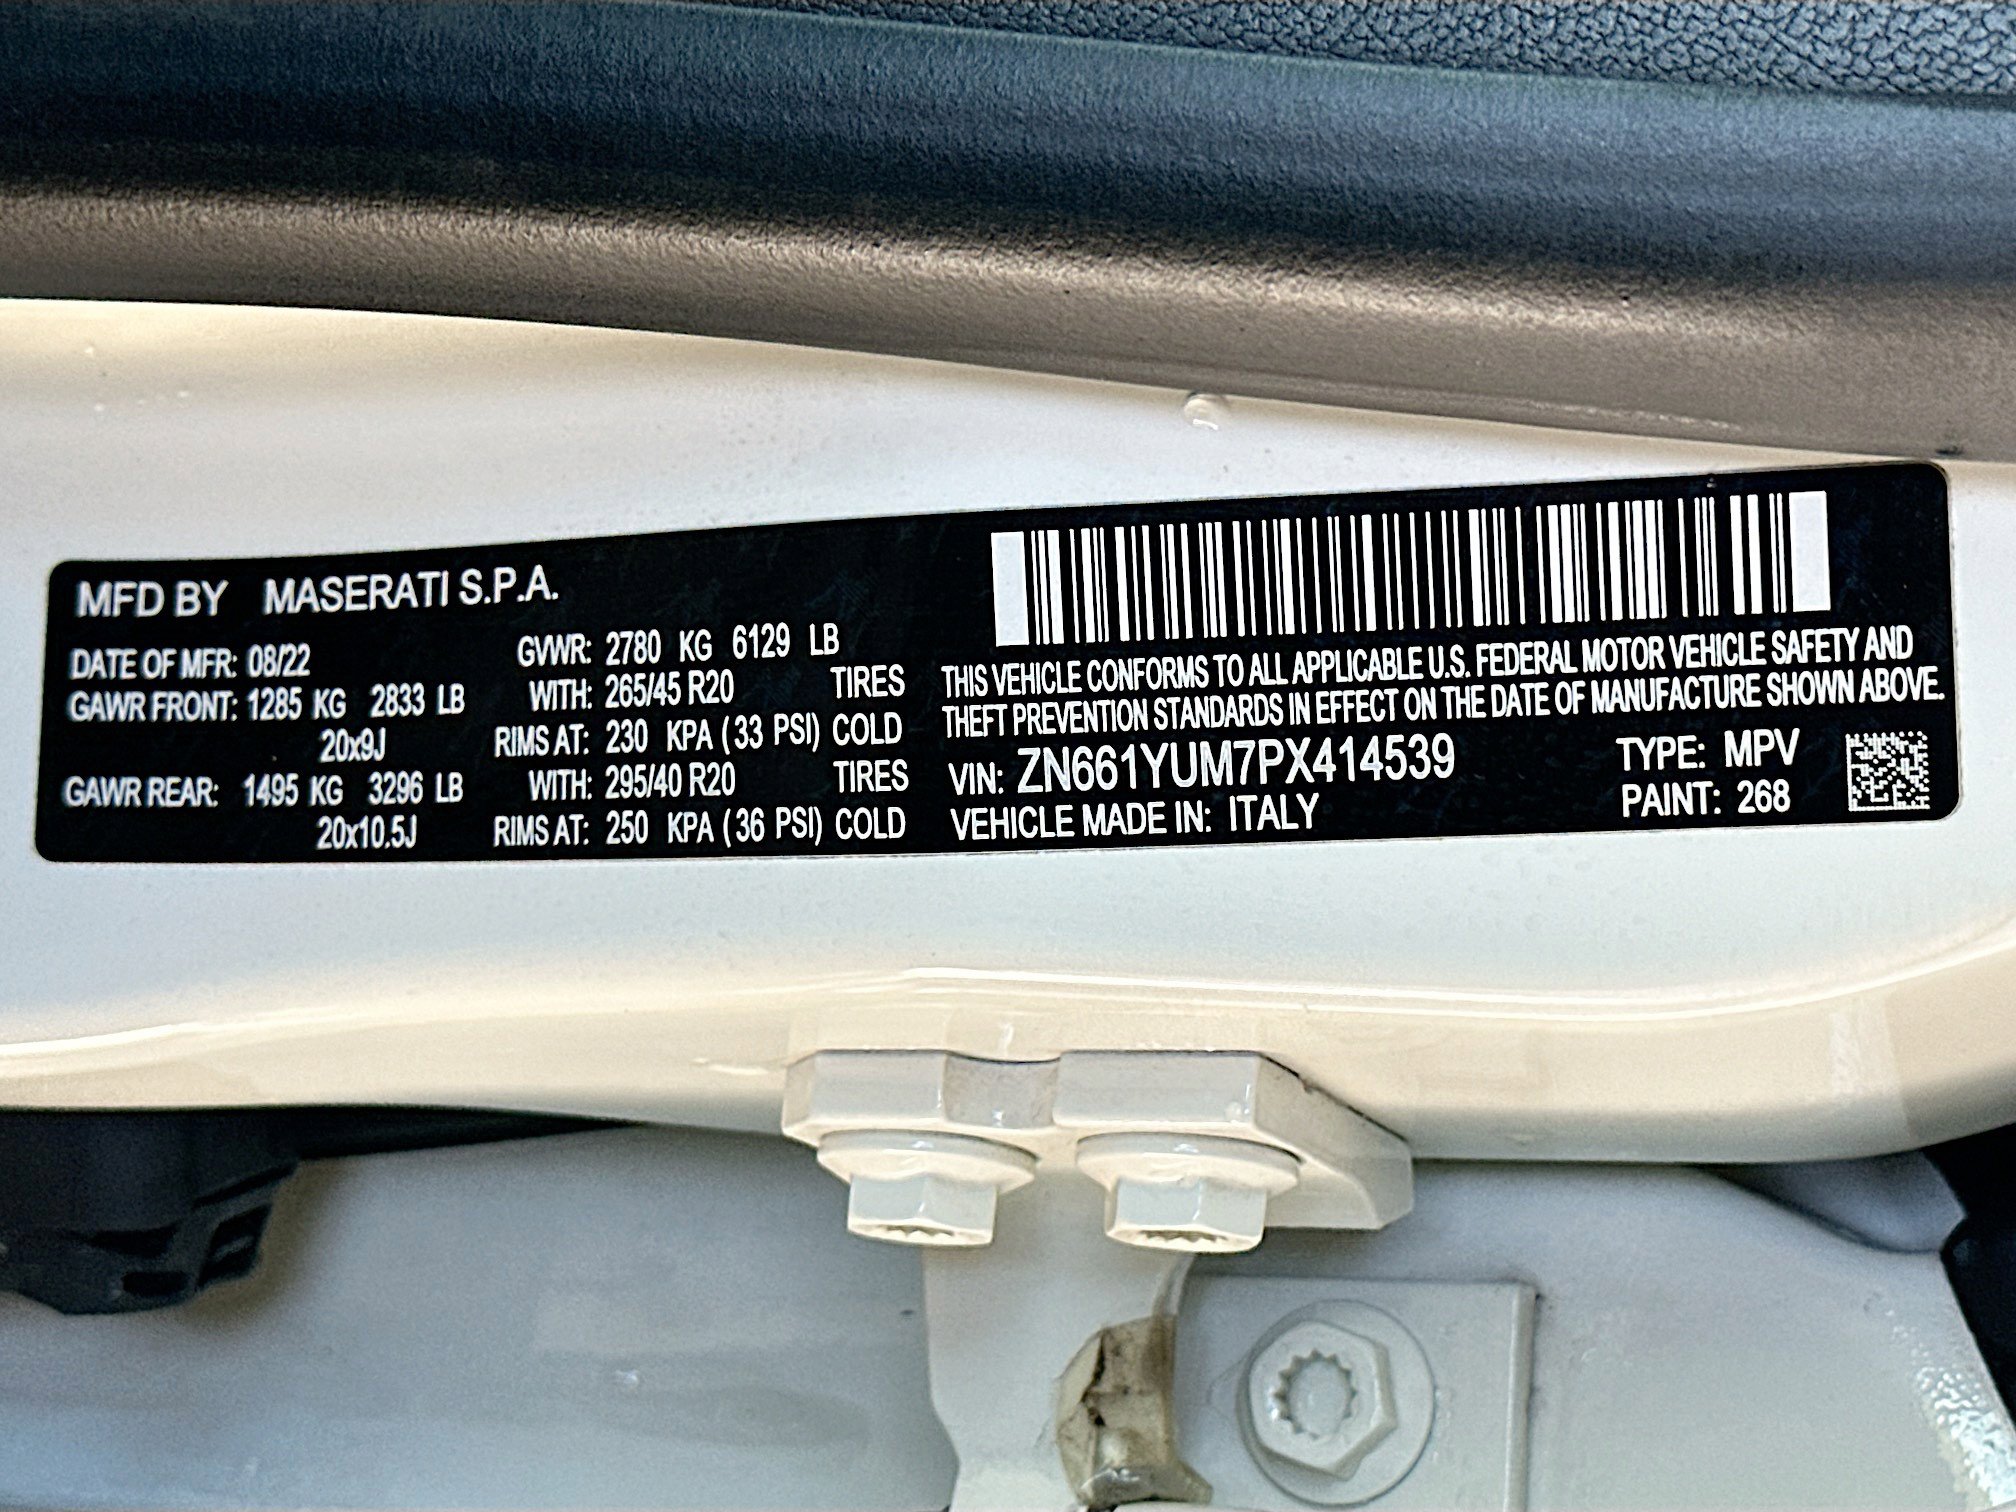 MFD BY MASERATI S.P.A.
DATE OF MFR: 08/22
GVWR: 2780 KG 6129 LB
GAWR FRONT: 1285 KG 2833 LB WITH: 265/45 R20 TIRES
20x9J RIMS AT: 230 KPA (33 PSI) COLD
GAWR REAR: 1495 KG 3296 LB WITH: 295/40 R20 TIRES
20x10.5J RIMS AT: 250 KPA (36 PSI) COLD
THIS VEHICLE CONFORMS TO ALL APPLICABLE U.S. FEDERAL MOTOR VEHICLE SAFETY AND
THEFT PREVENTION STANDARDS IN EFFECT ON THE DATE OF MANUFACTURE SHOWN ABOVE.
VIN: ZN661YUM7PX414539
TYPE: MPV
VEHICLE MADE IN: ITALY
PAINT: 268